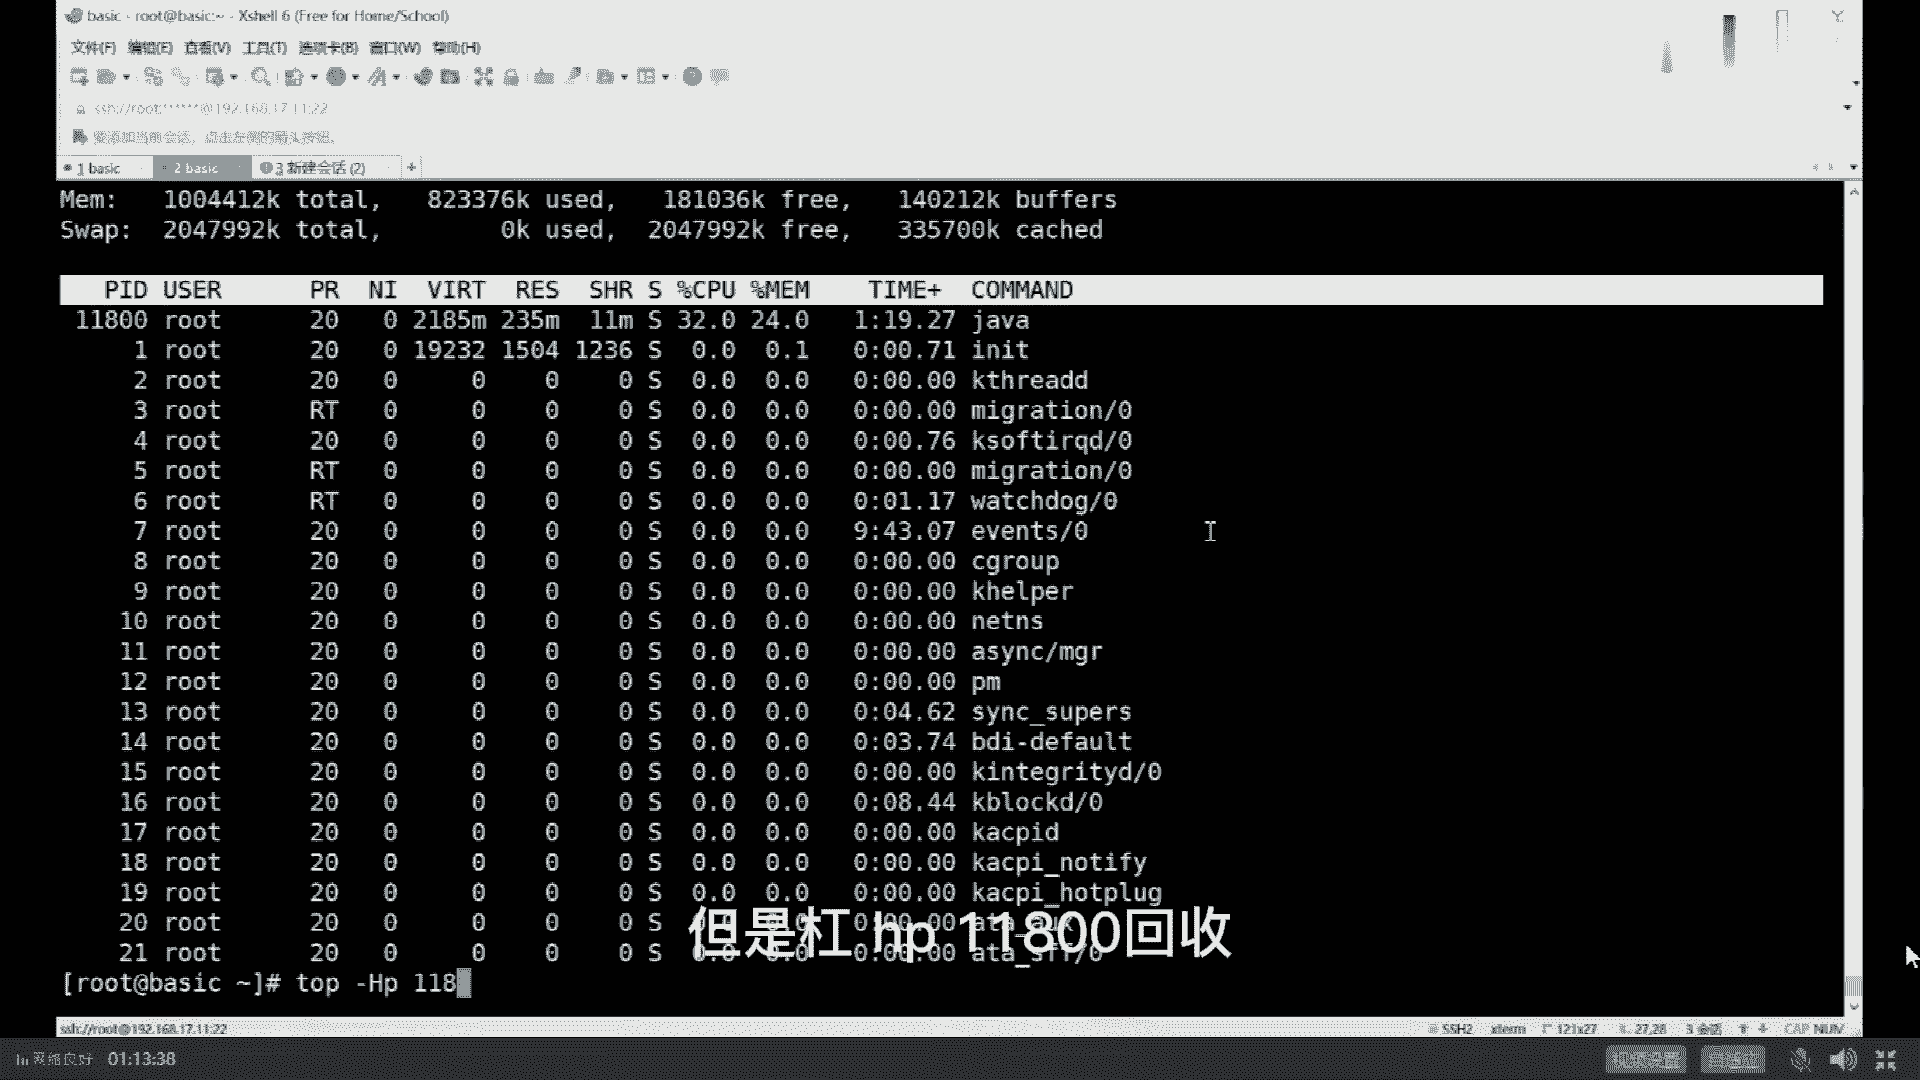 basic - root@basic:~ - Xshell 6 (Free for Home/School)
文件(F) 编辑(E) 查看(V) 工具(T) 选项卡(B) 窗口(W) 帮助(H)
ssh://root:******@192.168.17.11:22
要添加当前会话，点击左侧的箭头按钮。
1 basic 2 basic 3 新建会话 (2) +
Mem: 1004412k total, 823376k used, 181036k free, 140212k buffers
Swap: 2047992k total, 0k used, 2047992k free, 335700k cached
PID USER PR NI VIRT RES SHR S %CPU %MEM TIME+ COMMAND
11800 root 20 0 2185m 235m 11m S 32.0 24.0 1:19.27 java
1 root 20 0 19232 1504 1236 S 0.0 0.1 0:00.71 init
2 root 20 0 0 0 0 S 0.0 0.0 0:00.00 kthreadd
3 root RT 0 0 0 0 S 0.0 0.0 0:00.00 migration/0
4 root 20 0 0 0 0 S 0.0 0.0 0:00.76 ksoftirqd/0
5 root RT 0 0 0 0 S 0.0 0.0 0:00.00 migration/0
6 root RT 0 0 0 0 S 0.0 0.0 0:01.17 watchdog/0
7 root 20 0 0 0 0 S 0.0 0.0 9:43.07 events/0
8 root 20 0 0 0 0 S 0.0 0.0 0:00.00 cgroup
9 root 20 0 0 0 0 S 0.0 0.0 0:00.00 khelper
10 root 20 0 0 0 0 S 0.0 0.0 0:00.00 netns
11 root 20 0 0 0 0 S 0.0 0.0 0:00.00 async/mgr
12 root 20 0 0 0 0 S 0.0 0.0 0:00.00 pm
13 root 20 0 0 0 0 S 0.0 0.0 0:04.62 sync_supers
14 root 20 0 0 0 0 S 0.0 0.0 0:03.74 bdi-default
15 root 20 0 0 0 0 S 0.0 0.0 0:00.00 kintegrityd/0
16 root 20 0 0 0 0 S 0.0 0.0 0:08.44 kblockd/0
17 root 20 0 0 0 0 S 0.0 0.0 0:00.00 kacpid
18 root 20 0 0 0 0 S 0.0 0.0 0:00.00 kacpi_notify
19 root 20 0 0 0 0 S 0.0 0.0 0:00.00 kacpi_hotplug
20 root 20 0 0 0 0 S
但是杠 hp 11800回收
21 root 20 0 0 0 0 S 0.0 0.0 0:00.00 ata_sff/0
[root@basic ~]# top -Hp 118
ssh://root@192.168.17.11:22 SSH2 xterm 121x27 27,28 3 会话 CAP NUM
网络良好 01:13:38